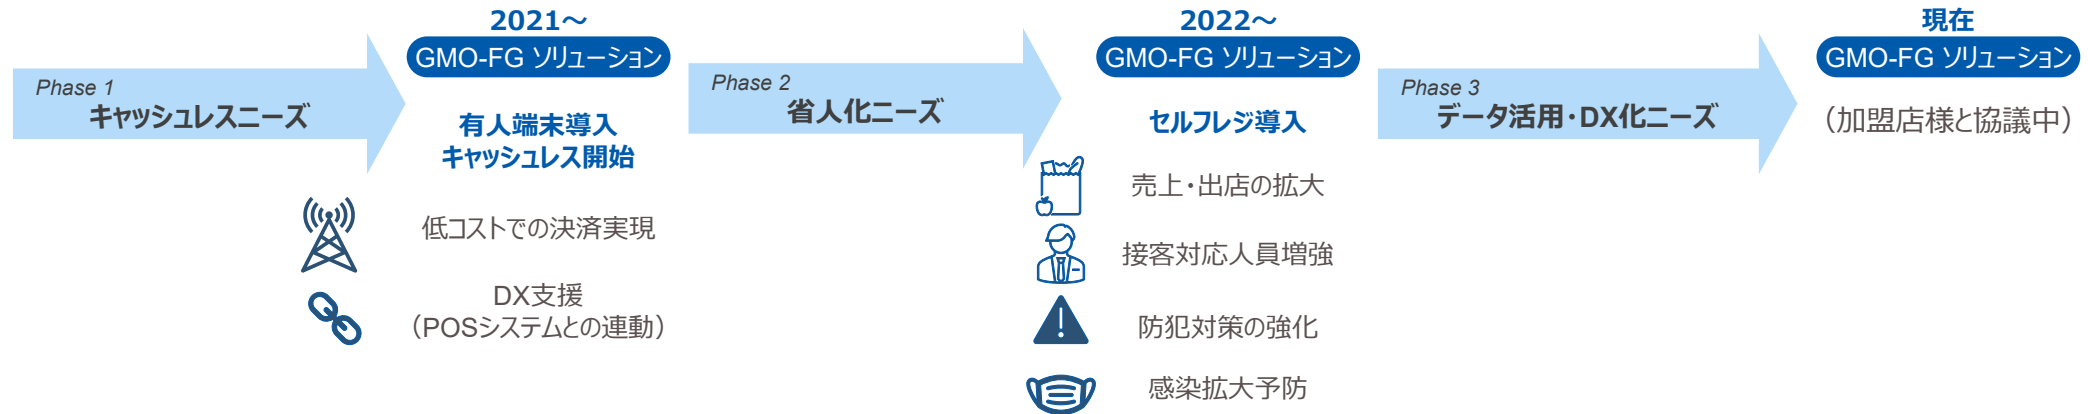 Phase 1
キャッシュレスニーズ
2021～
GMO-FG ソリューション
有人端末導入
キャッシュレス開始
低コストでの決済実現
DX支援
（POSシステムとの連動）
Phase 2
省人化ニーズ
2022～
GMO-FG ソリューション
セルフレジ導入
売上・出店の拡大
接客対応人員増強
防犯対策の強化
感染拡大予防
Phase 3
データ活用・DX化ニーズ
現在
GMO-FG ソリューション
（加盟店様と協議中）